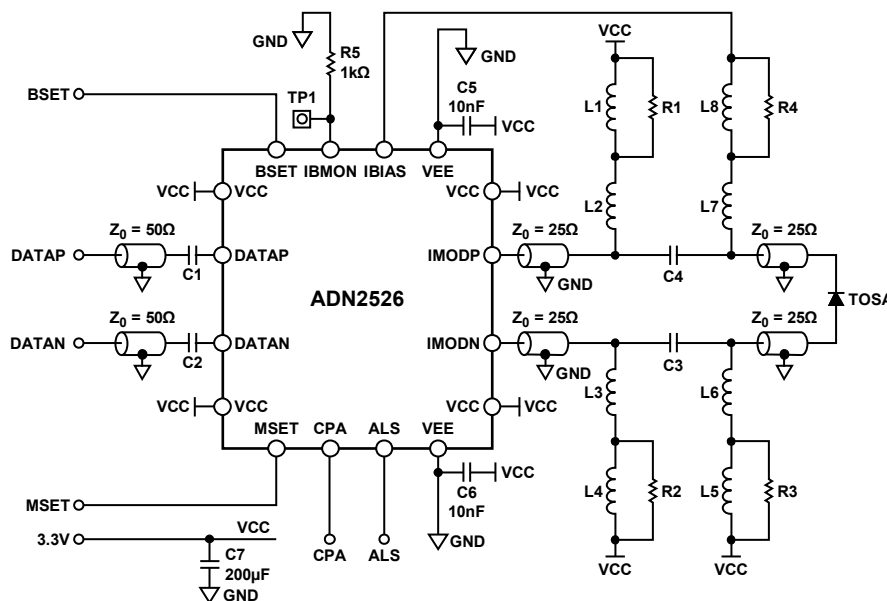 GND
R5
1kΩ
GND
VCC
C5
10nF
VCC
TP1
BSET
L1
R1
L8
R4
BSET
IBMON
IBIAS
VEE
VCC
VCC
VCC
VCC
L2
L7
Z0 = 50Ω
Z0 = 25Ω
Z0 = 25Ω
DATAP
C1
DATAP
IMODP
GND
C4
ADN2526
TOSA
Z0 = 50Ω
Z0 = 25Ω
Z0 = 25Ω
DATAN
C2
DATAN
IMODN
GND
C3
L3
L6
VCC
VCC
VCC
VCC
MSET
CPA
ALS
VEE
VCC
C6
10nF
L4
R2
L5
R3
MSET
3.3V
VCC
C7
200µF
GND
CPA
ALS
GND
VCC
VCC